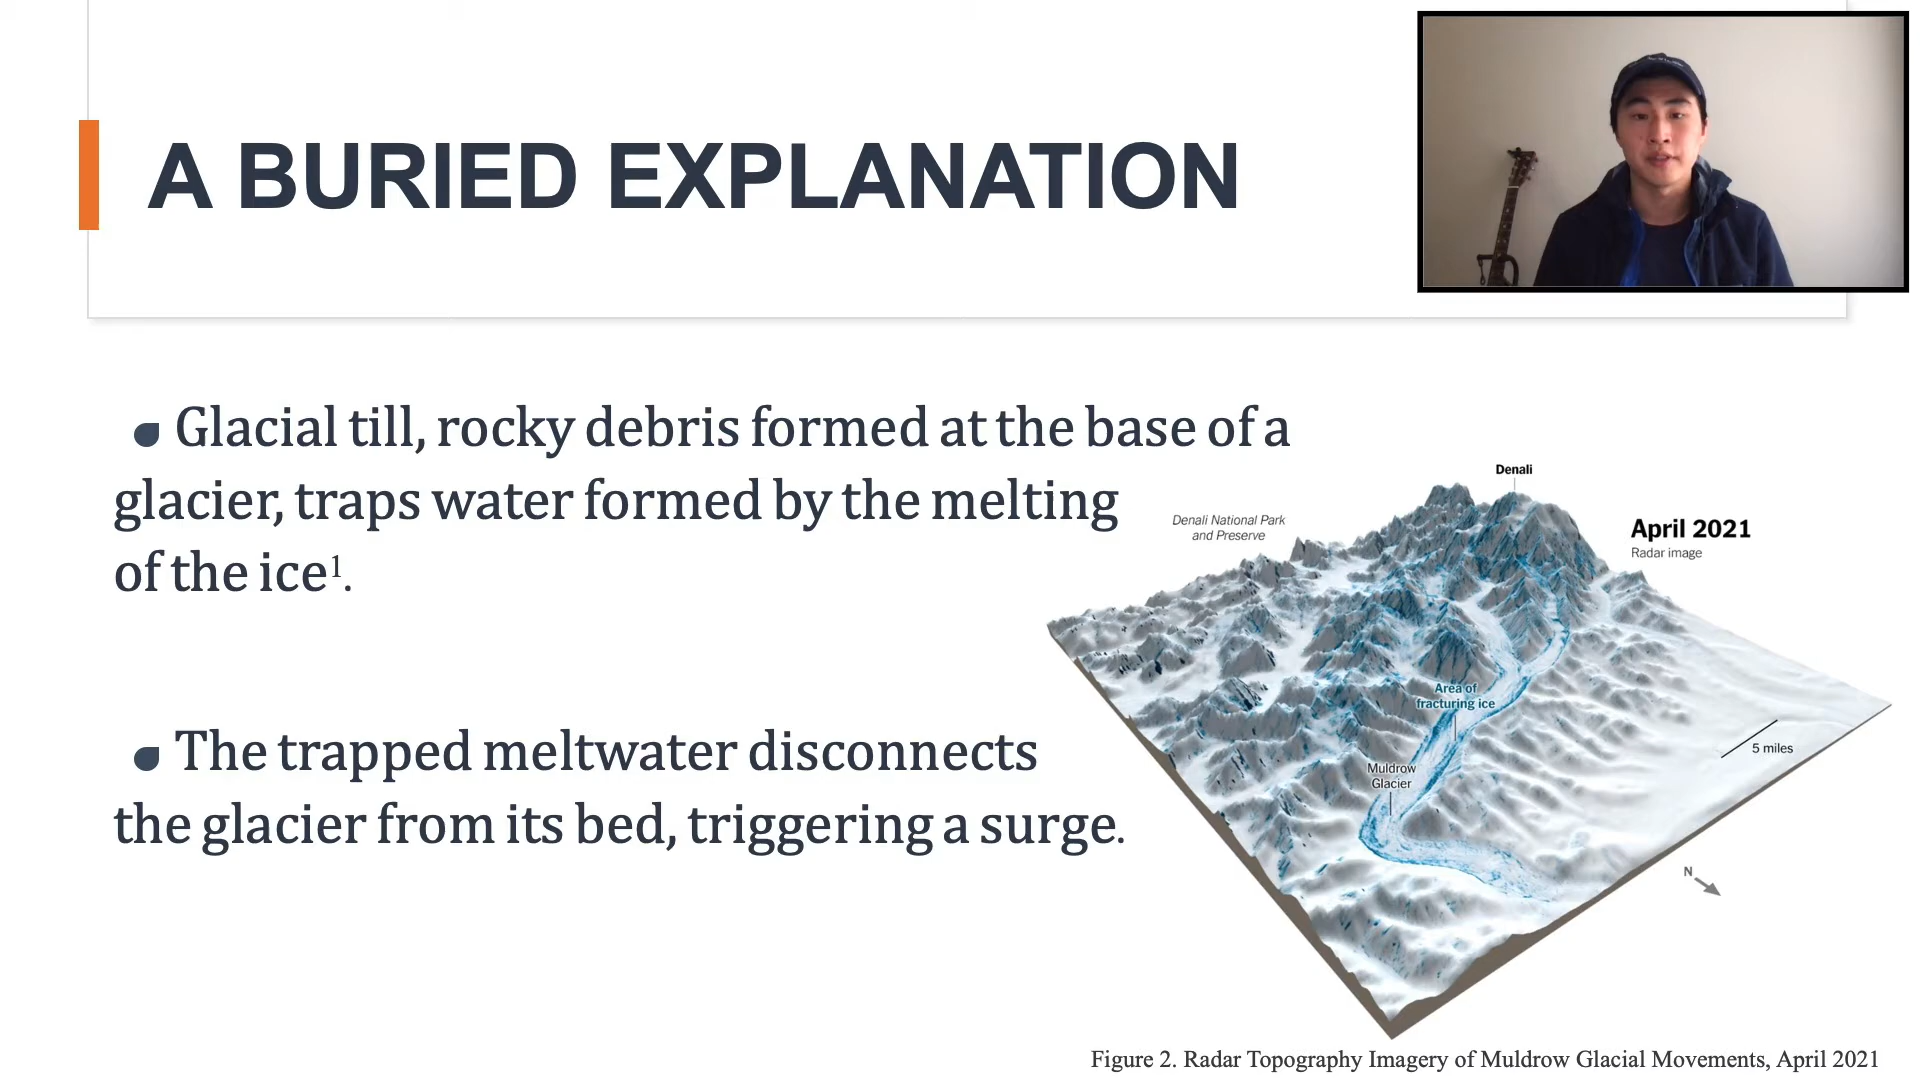 A BURIED EXPLANATION
Glacial till, rocky debris formed at the base of a
glacier, traps water formed by the melting
of the ice¹.
The trapped meltwater disconnects
the glacier from its bed, triggering a surge.
Denali
Denali National Park
and Preserve
April 2021
Radar image
Area of
fracturing ice
Muldrow
Glacier
5 miles
N
Figure 2. Radar Topography Imagery of Muldrow Glacial Movements, April 2021